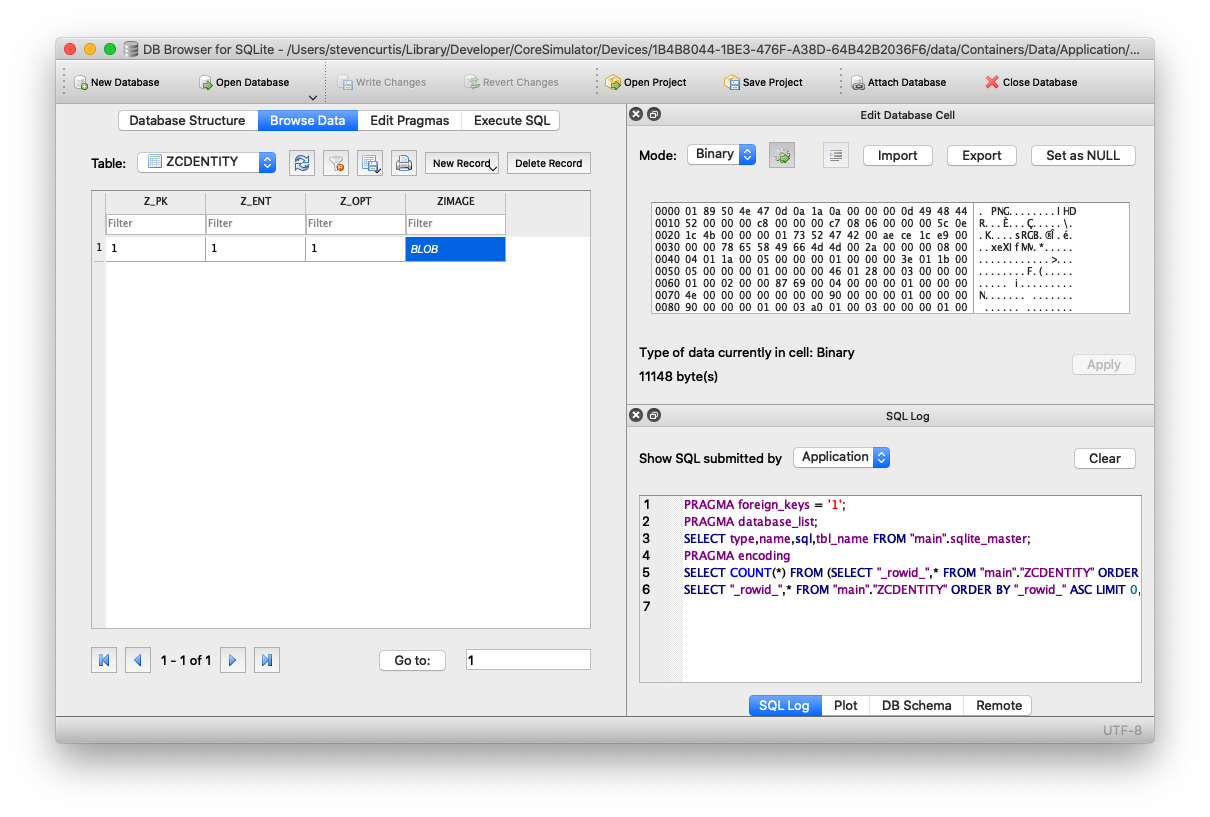 DB Browser for SQLite - /Users/stevencurtis/Library/Developer/CoreSimulator/Devices/1B4B8044-1BE3-476F-A38D-64B42B2036F6/data/Containers/Data/Application/...
New Database Open Database Write Changes Revert Changes Open Project Save Project Attach Database Close Database
Database Structure Browse Data Edit Pragmas Execute SQL
Table: ZCDENTITY New Record Delete Record
Z_PK Z_ENT Z_OPT ZIMAGE
Filter Filter Filter Filter
1 1 1 1 BLOB
1 - 1 of 1 Go to: 1
Edit Database Cell
Mode: Binary Import Export Set as NULL
0000 01 89 50 4e 47 0d 0a 1a 0a 00 00 00 0d 49 48 44 . PNG........IHD
0010 52 00 00 00 c8 00 00 00 c7 08 06 00 00 00 5c 0e R...È...Ç.....\.
0020 1c 4b 00 00 00 01 73 52 47 42 00 ae ce 1c e9 00 .K....sRGB.®Î.é.
0030 00 00 78 65 58 49 66 4d 4d 00 2a 00 00 00 08 00 ..xeXIfMM.*.....
0040 04 01 1a 00 05 00 00 00 01 00 00 00 3e 01 1b 00 ............>...
0050 05 00 00 00 01 00 00 00 46 01 28 00 03 00 00 00 ........F.(.....
0060 01 00 02 00 00 87 69 00 04 00 00 00 01 00 00 00 ..... i.........
0070 4e 00 00 00 00 00 00 00 90 00 00 00 01 00 00 00 N....... .......
0080 90 00 00 00 01 00 03 a0 01 00 03 00 00 00 01 00 ...... ........
Type of data currently in cell: Binary
11148 byte(s)
Apply
SQL Log
Show SQL submitted by Application Clear
1 PRAGMA foreign_keys = '1';
2 PRAGMA database_list;
3 SELECT type,name,sql,tbl_name FROM "main".sqlite_master;
4 PRAGMA encoding
5 SELECT COUNT(*) FROM (SELECT "_rowid_",* FROM "main"."ZCDENTITY" ORDER
6 SELECT "_rowid_",* FROM "main"."ZCDENTITY" ORDER BY "_rowid_" ASC LIMIT 0,
7
SQL Log Plot DB Schema Remote
UTF-8